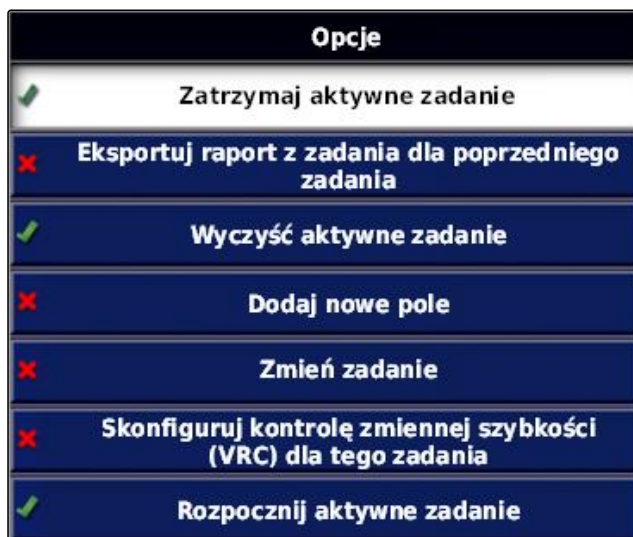 Opcje
Zatrzymaj aktywne zadanie
Eksportuj raport z zadania dla poprzedniego
zadania
Wyczyść aktywne zadanie
Dodaj nowe pole
Zmień zadanie
Skonfiguruj kontrolę zmiennej szybkości
(VRC) dla tego zadania
Rozpocznij aktywne zadanie